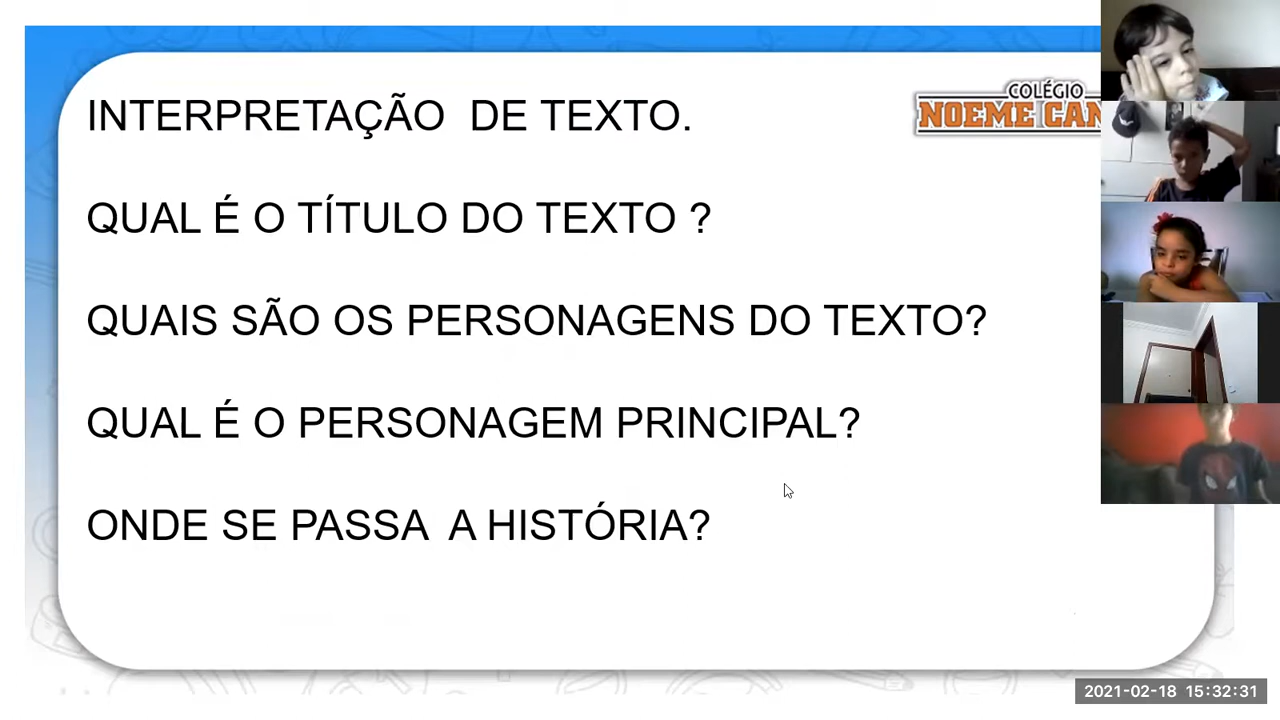 INTERPRETAÇÃO DE TEXTO.
COLÉGIO
NOEME
QUAL É O TÍTULO DO TEXTO ?
QUAIS SÃO OS PERSONAGENS DO TEXTO?
QUAL É O PERSONAGEM PRINCIPAL?
ONDE SE PASSA A HISTÓRIA?
2021-02-18 15:32:31